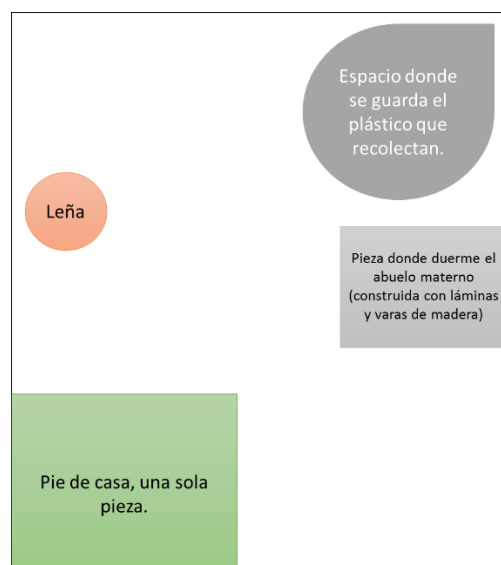 Espacio donde
se guarda el
plástico que
recolectan.
Leña
Pieza donde duerme el
abuelo materno
(construida con láminas
y varas de madera)
Pie de casa, una sola
pieza.